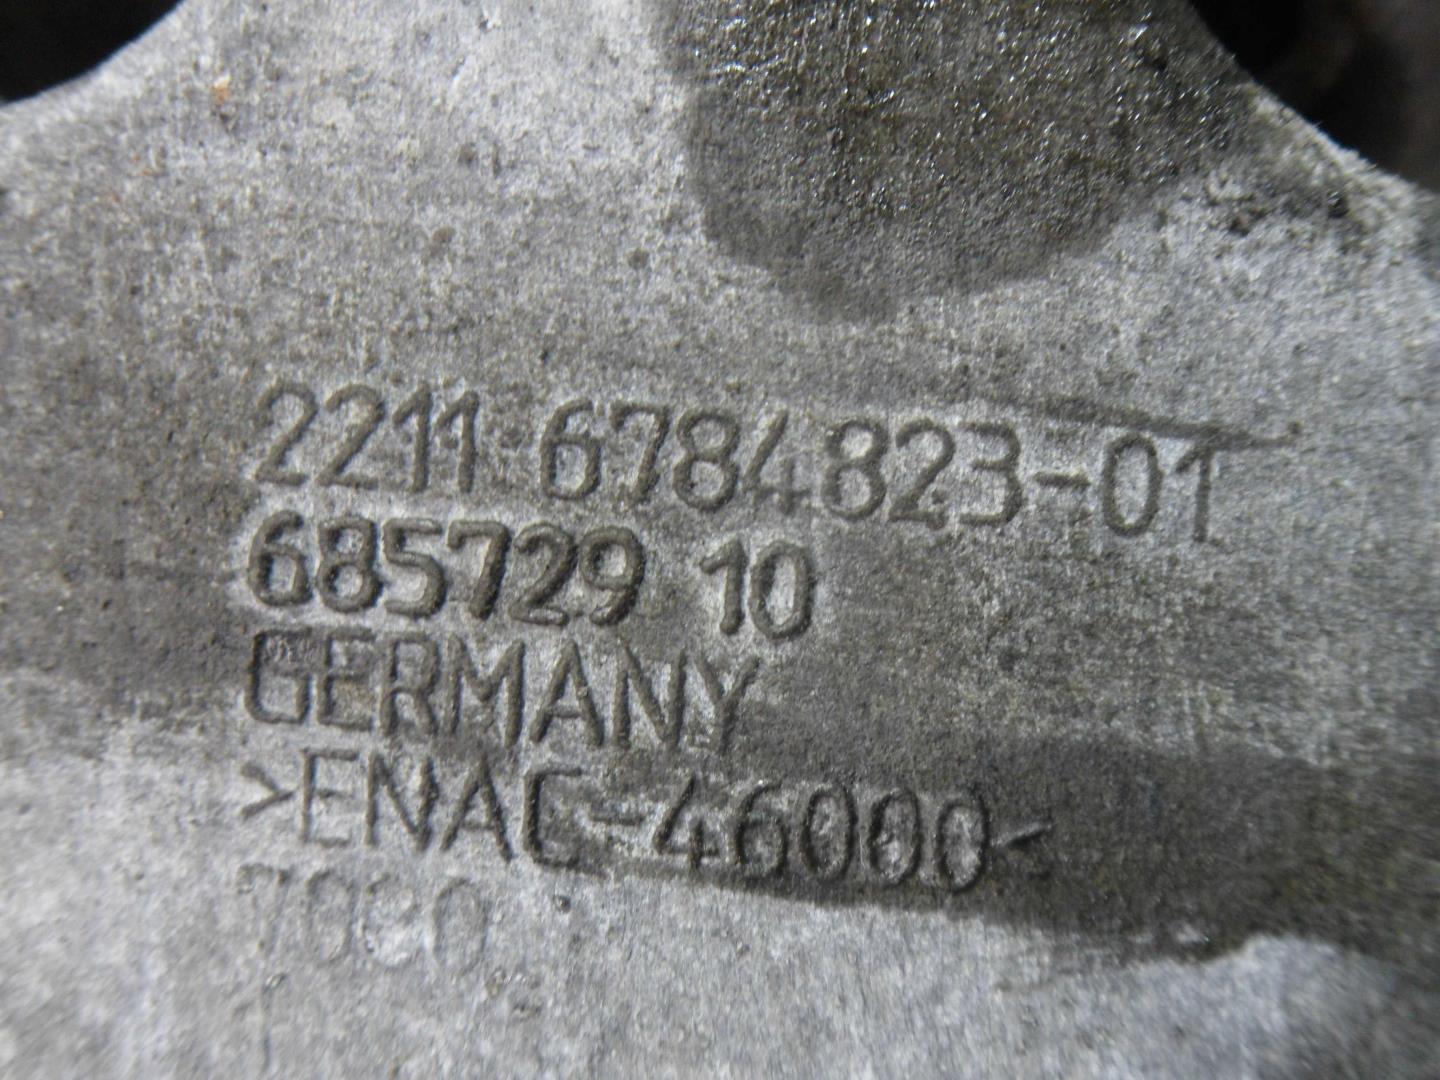 2211 6784823-01
685729 10
GERMANY
>ENAC-46000<